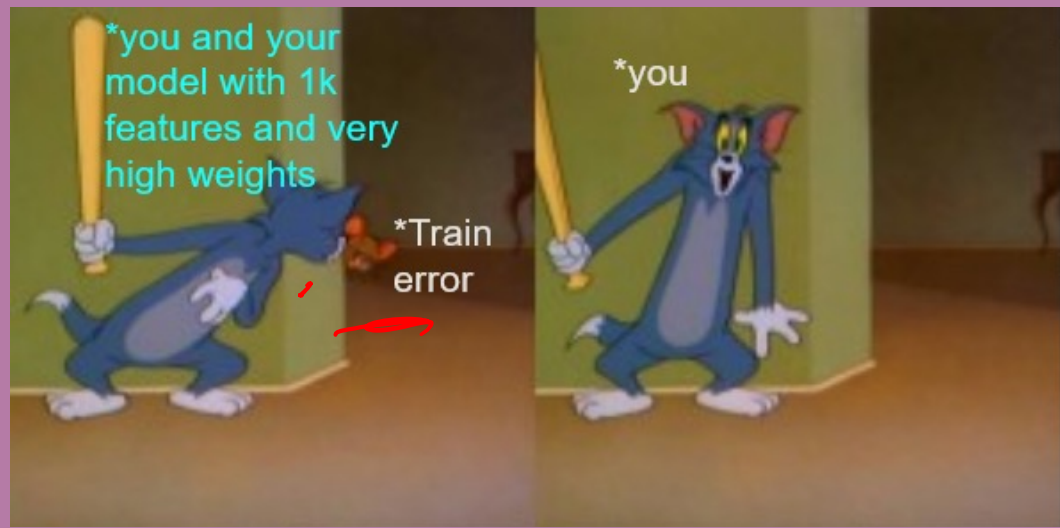 *you and your
model with 1k
features and very
high weights
*Train
error
*you